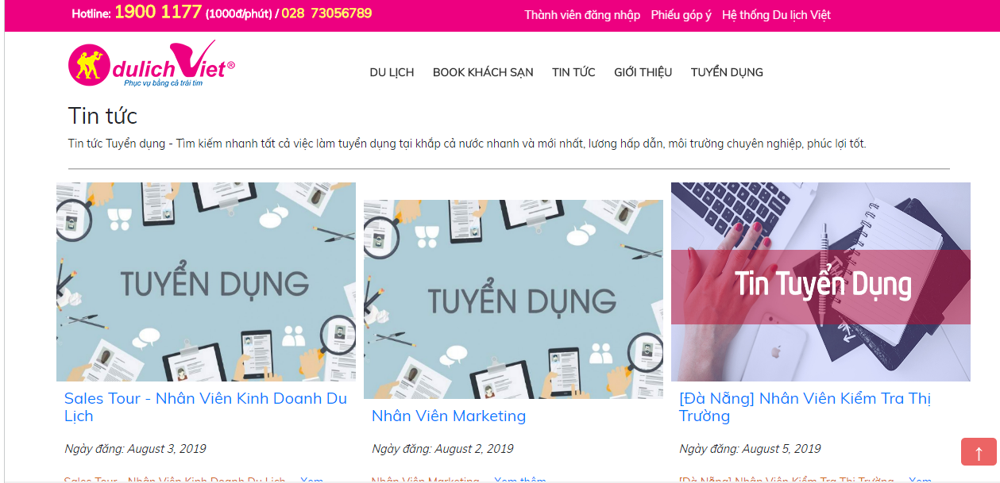 Hotline: 1900 1177 (1000đ/phút) / 028 73056789
Thành viên đăng nhập Phiếu góp ý Hệ thống Du lịch Việt
dulichViet®
Phục vụ bằng cả trái tim
DU LỊCH BOOK KHÁCH SẠN TIN TỨC GIỚI THIỆU TUYỂN DỤNG
Tin tức
Tin tức Tuyển dụng - Tìm kiếm nhanh tất cả việc làm tuyển dụng tại khắp cả nước nhanh và mới nhất, lương hấp dẫn, môi trường chuyên nghiệp, phúc lợi tốt.
TUYỂN DỤNG
Sales Tour - Nhân Viên Kinh Doanh Du
Lịch
Ngày đăng: August 3, 2019
Sales Tour - Nhân Viên Kinh Doanh Du Lịch ... Xem
TUYỂN DỤNG
Nhân Viên Marketing
Ngày đăng: August 2, 2019
Nhân Viên Marketing ... Xem thêm
Tin Tuyển Dụng
[Đà Nẵng] Nhân Viên Kiểm Tra Thị
Trường
Ngày đăng: August 5, 2019
[Đà Nẵng] Nhân Viên Kiểm Tra Thị Trường ... Xem
↑